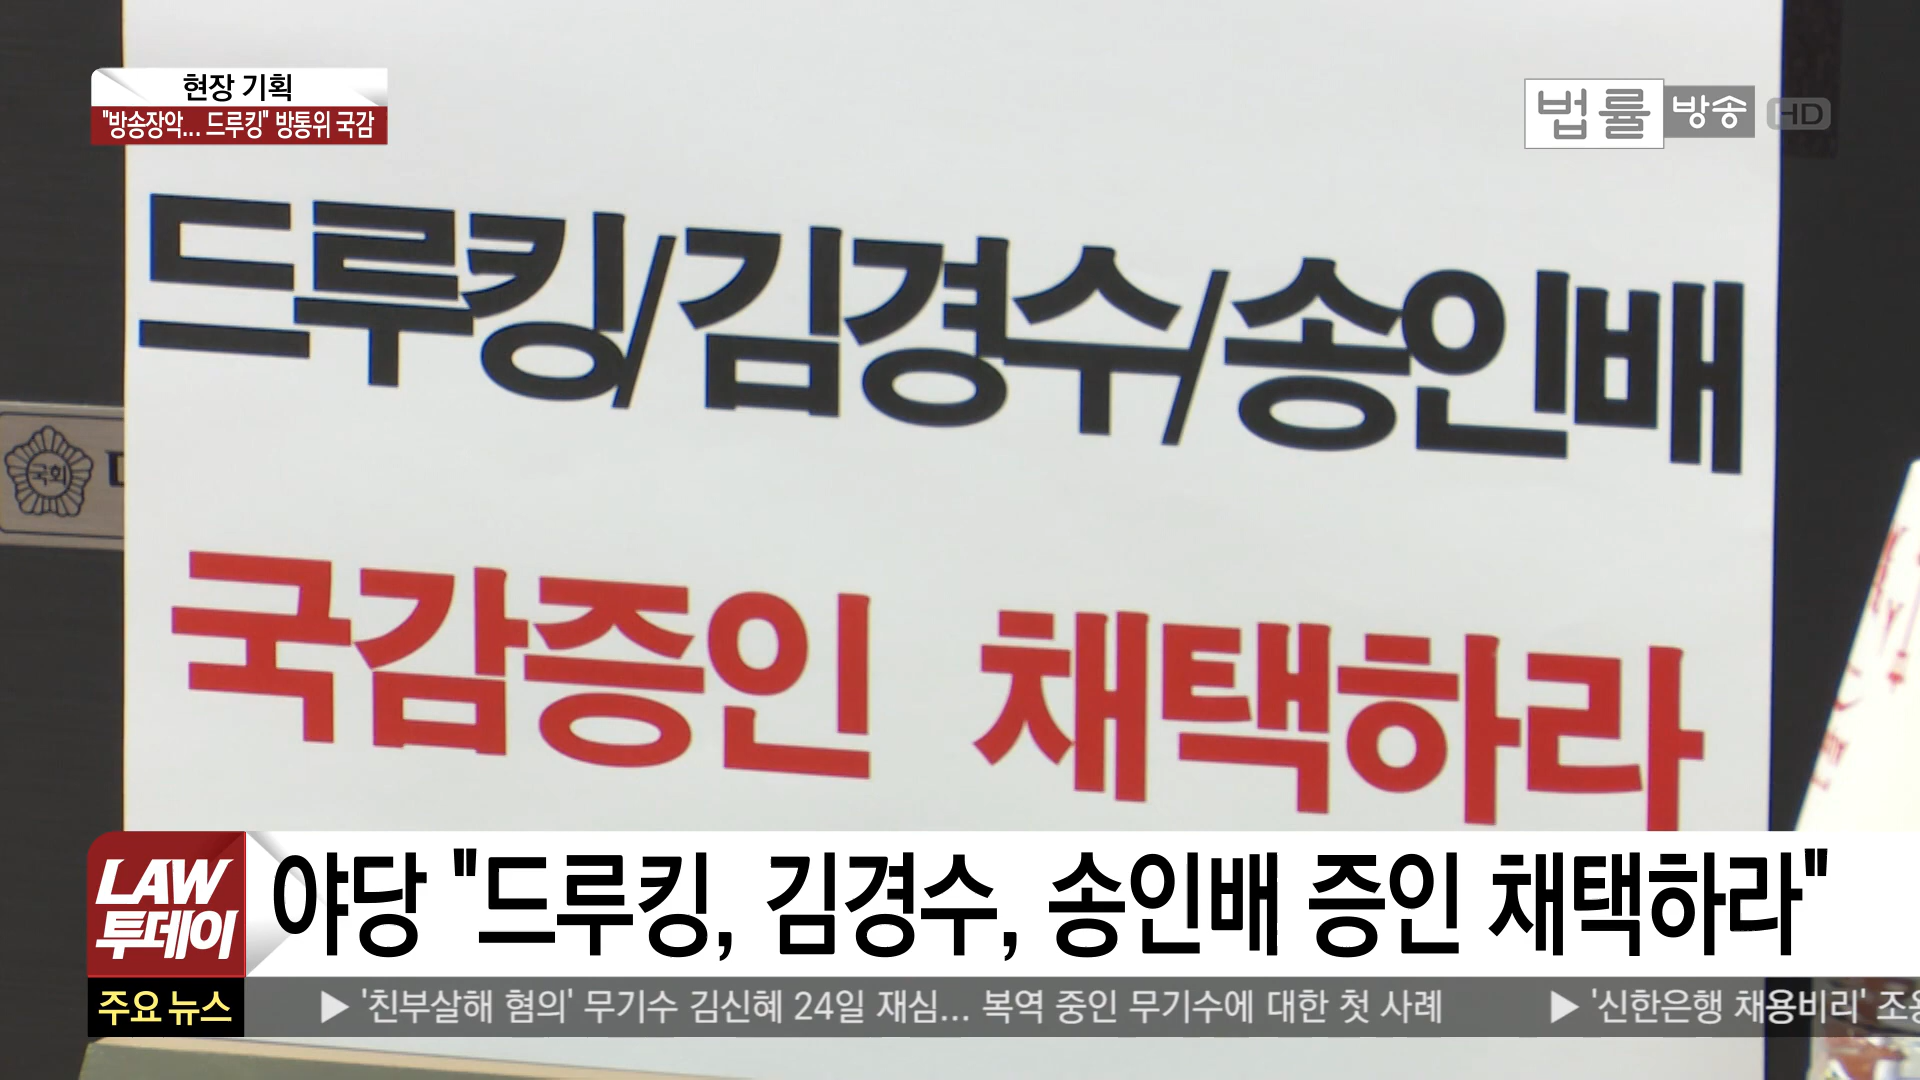 현장 기획
"방송장악... 드루킹" 방통위 국감
법률방송 HD
드루킹/김경수/송인배
국회
국감증인 채택하라
LAW
투데이
야당 "드루킹, 김경수, 송인배 증인 채택하라"
주요 뉴스
▶ '친부살해 혐의' 무기수 김신혜 24일 재심... 복역 중인 무기수에 대한 첫 사례 ▶ '신한은행 채용비리' 조용